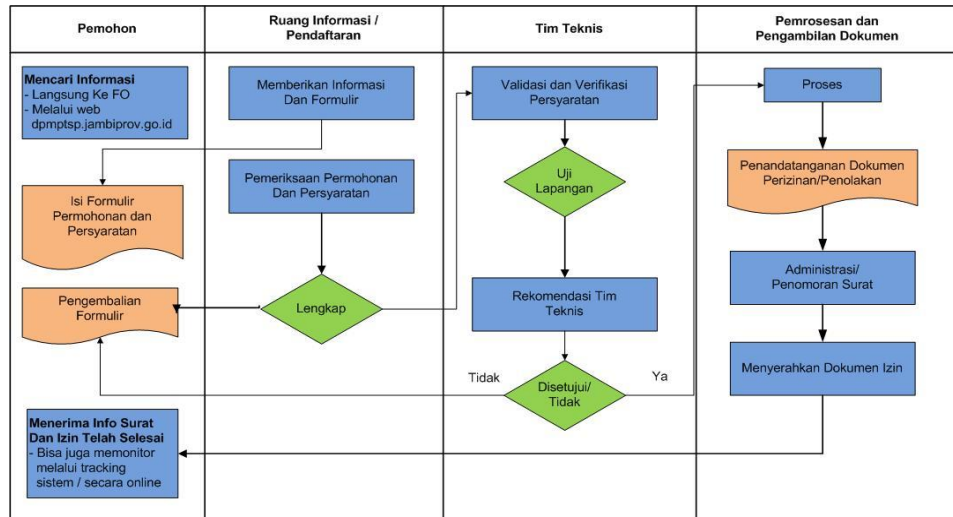 Pemohon
Ruang Informasi /
Pendaftaran
Tim Teknis
Pemrosesan dan
Pengambilan Dokumen
Mencari Informasi
- Langsung Ke FO
- Melalui web
dpmptsp.jambiprov.go.id
Isi Formulir
Permohonan dan
Persyaratan
Pengembalian
Formulir
Menerima Info Surat
Dan Izin Telah Selesai
- Bisa juga memonitor
melalui tracking
sistem / secara online
Memberikan Informasi
Dan Formulir
Pemeriksaan Permohonan
Dan Persyaratan
Lengkap
Validasi dan Verifikasi
Persyaratan
Uji
Lapangan
Rekomendasi Tim
Teknis
Tidak
Disetujui/
Tidak
Ya
Proses
Penandatanganan Dokumen
Perizinan/Penolakan
Administrasi/
Penomoran Surat
Menyerahkan Dokumen Izin